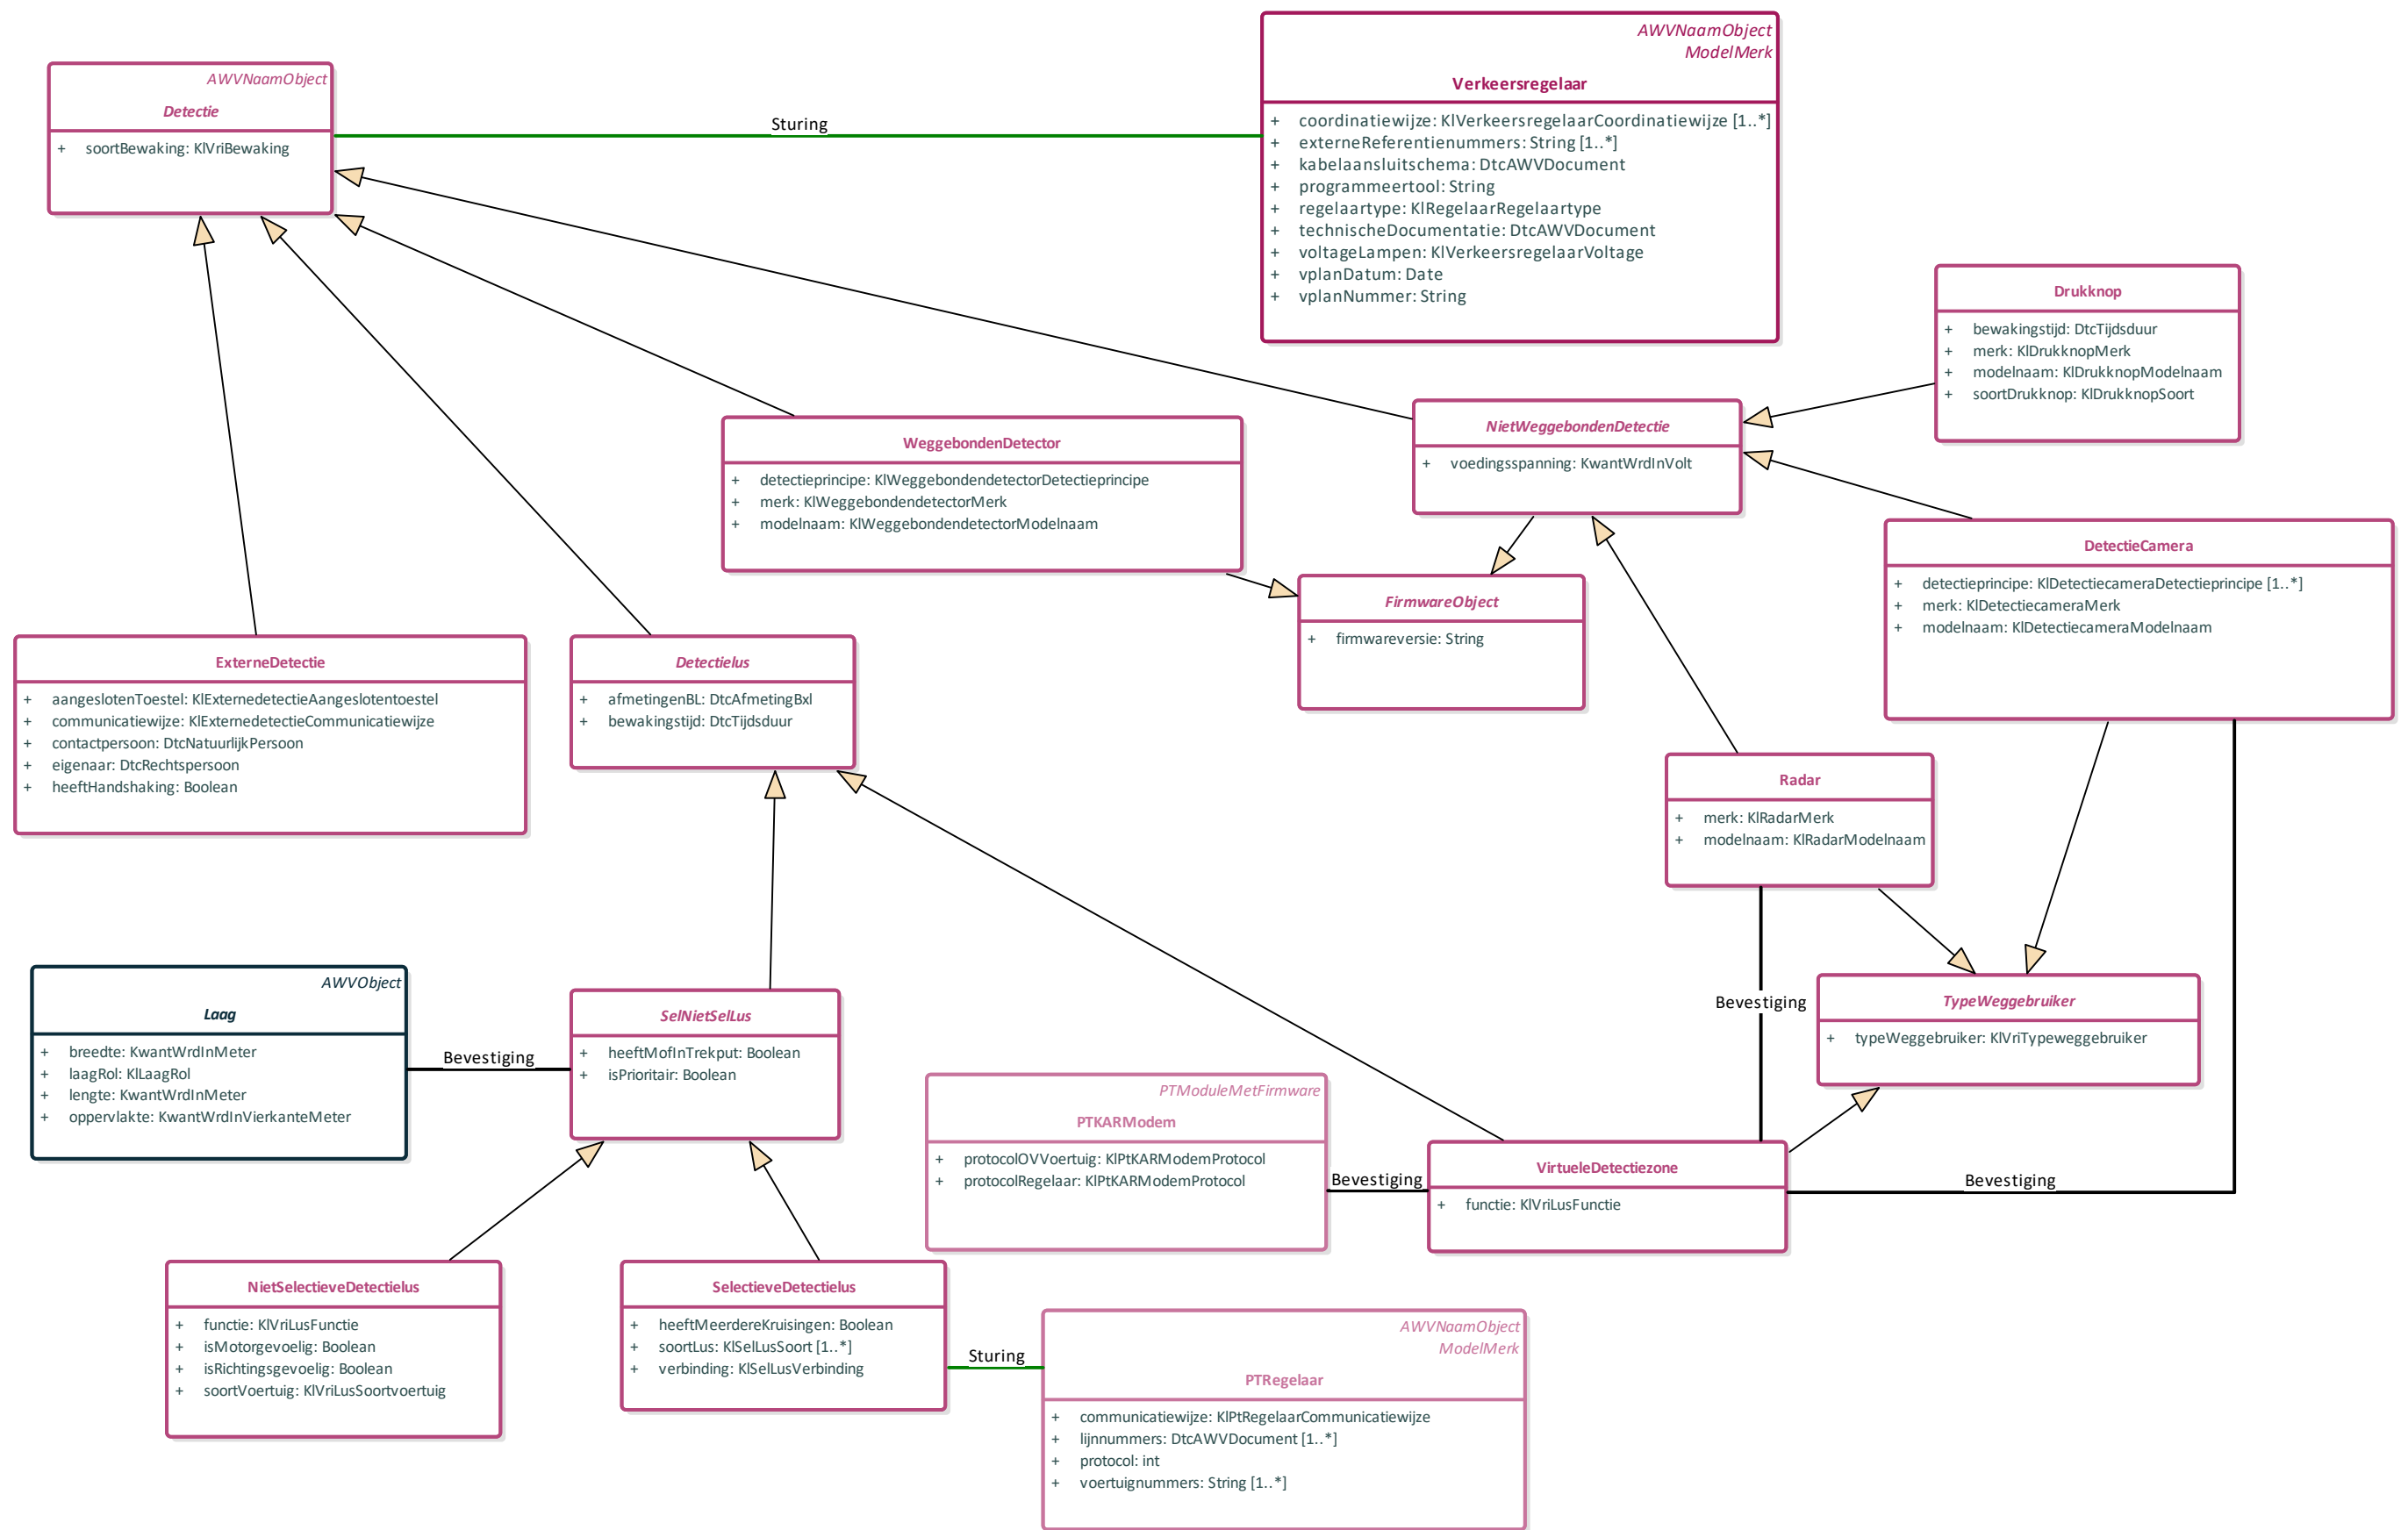 AWVNaamObject
Detectie
+ soortBewaking: KlVriBewaking
Sturing
AWVNaamObject
ModelMerk
Verkeersregelaar
+ coordinatiewijze: KlVerkeersregelaarCoordinatiewijze [1..*]
+ externeReferentienummers: String [1..*]
+ kabelaansluitschema: DtcAWVDocument
+ programmeertool: String
+ regelaartype: KlRegelaarRegelaartype
+ technischeDocumentatie: DtcAWVDocument
+ voltageLampen: KlVerkeersregelaarVoltage
+ vplanDatum: Date
+ vplanNummer: String
Drukknop
+ bewakingstijd: DtcTijdsduur
+ merk: KlDrukknopMerk
+ modelnaam: KlDrukknopModelnaam
+ soortDrukknop: KlDrukknopSoort
WeggebondenDetector
+ detectieprincipe: KlWeggebondendetectorDetectieprincipe
+ merk: KlWeggebondendetectorMerk
+ modelnaam: KlWeggebondendetectorModelnaam
NietWeggebondenDetectie
+ voedingsspanning: KwantWrdInVolt
DetectieCamera
+ detectieprincipe: KlDetectiecameraDetectieprincipe [1..*]
+ merk: KlDetectiecameraMerk
+ modelnaam: KlDetectiecameraModelnaam
FirmwareObject
+ firmwareversie: String
ExterneDetectie
+ aangeslotenToestel: KlExternedetectieAangeslotentoestel
+ communicatiewijze: KlExternedetectieCommunicatiewijze
+ contactpersoon: DtcNatuurlijkPersoon
+ eigenaar: DtcRechtspersoon
+ heeftHandshaking: Boolean
Detectielus
+ afmetingenBL: DtcAfmetingBxl
+ bewakingstijd: DtcTijdsduur
Radar
+ merk: KlRadarMerk
+ modelnaam: KlRadarModelnaam
AWVObject
Laag
+ breedte: KwantWrdInMeter
+ laagRol: KlLaagRol
+ lengte: KwantWrdInMeter
+ oppervlakte: KwantWrdInVierkanteMeter
Bevestiging
SelNietSelLus
+ heeftMofInTrekput: Boolean
+ isPrioritair: Boolean
Bevestiging
TypeWeggebruiker
+ typeWeggebruiker: KlVriTypeweggebruiker
PTModuleMetFirmware
PTKARModem
+ protocolOVVoertuig: KlPtKARModemProtocol
+ protocolRegelaar: KlPtKARModemProtocol
Bevestiging
VirtueleDetectiezone
+ functie: KlVriLusFunctie
Bevestiging
NietSelectieveDetectielus
+ functie: KlVriLusFunctie
+ isMotorgevoelig: Boolean
+ isRichtingsgevoelig: Boolean
+ soortVoertuig: KlVriLusSoortvoertuig
SelectieveDetectielus
+ heeftMeerdereKruisingen: Boolean
+ soortLus: KlSelLusSoort [1..*]
+ verbinding: KlSelLusVerbinding
Sturing
AWVNaamObject
ModelMerk
PTRegelaar
+ communicatiewijze: KlPtRegelaarCommunicatiewijze
+ lijnnummers: DtcAWVDocument [1..*]
+ protocol: int
+ voertuignummers: String [1..*]